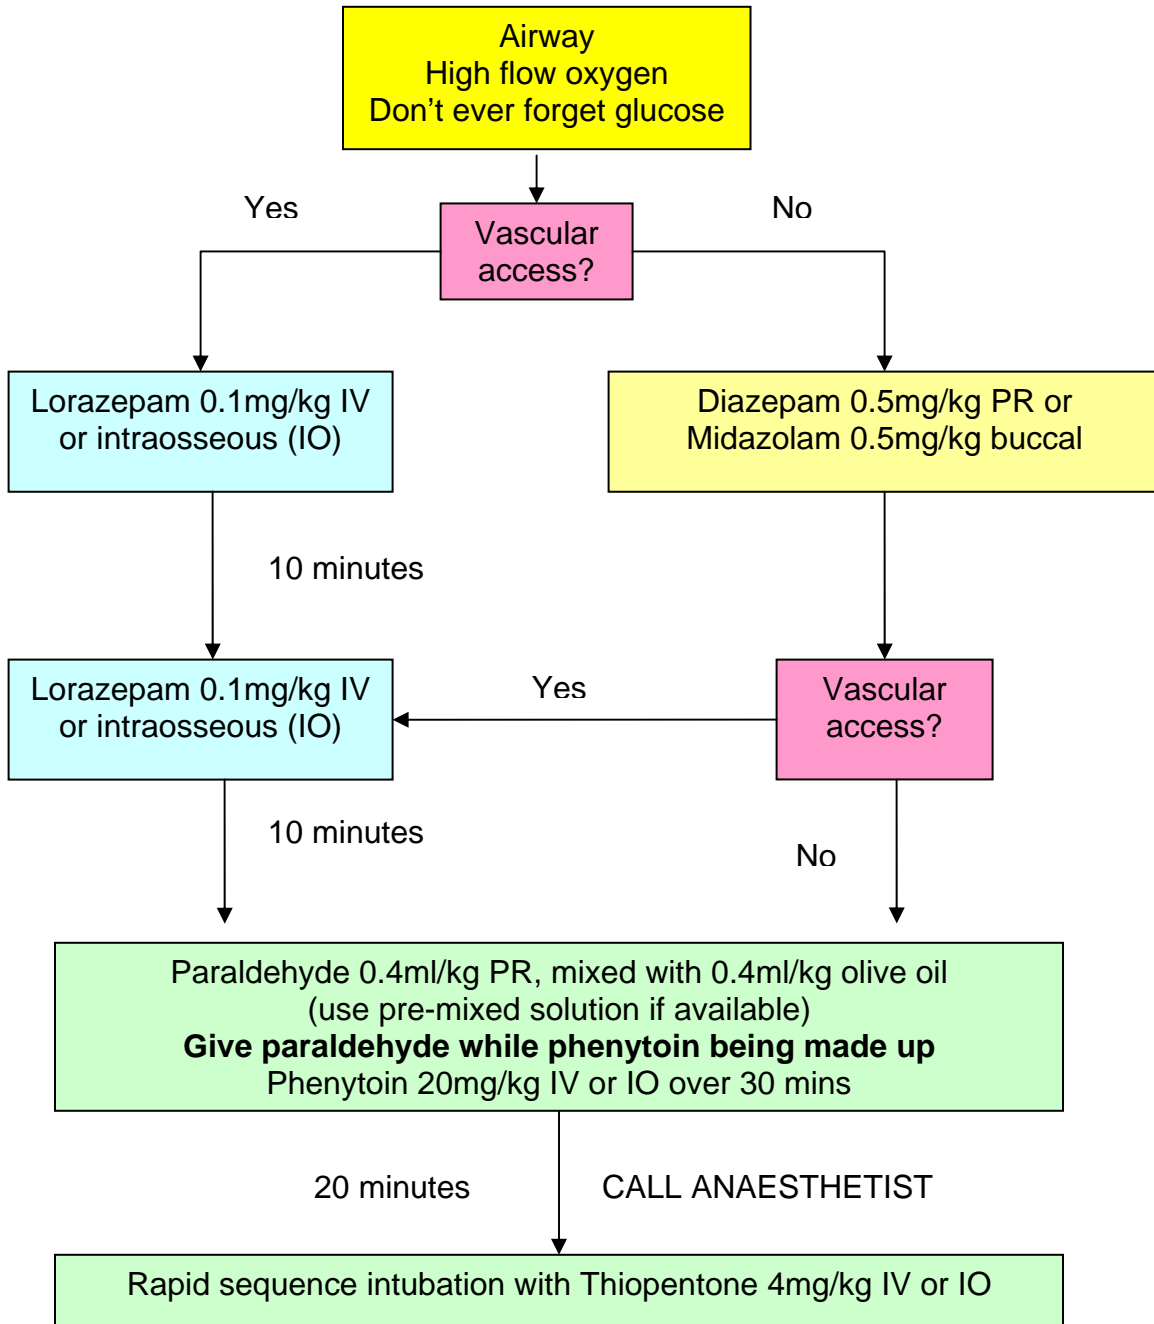 Airway
High flow oxygen
Don’t ever forget glucose
Yes
No
Vascular
access?
Lorazepam 0.1mg/kg IV
or intraosseous (IO)
Diazepam 0.5mg/kg PR or
Midazolam 0.5mg/kg buccal
10 minutes
Lorazepam 0.1mg/kg IV
or intraosseous (IO)
Yes
Vascular
access?
10 minutes
No
Paraldehyde 0.4ml/kg PR, mixed with 0.4ml/kg olive oil
(use pre-mixed solution if available)
Give paraldehyde while phenytoin being made up
Phenytoin 20mg/kg IV or IO over 30 mins
20 minutes
CALL ANAESTHETIST
Rapid sequence intubation with Thiopentone 4mg/kg IV or IO